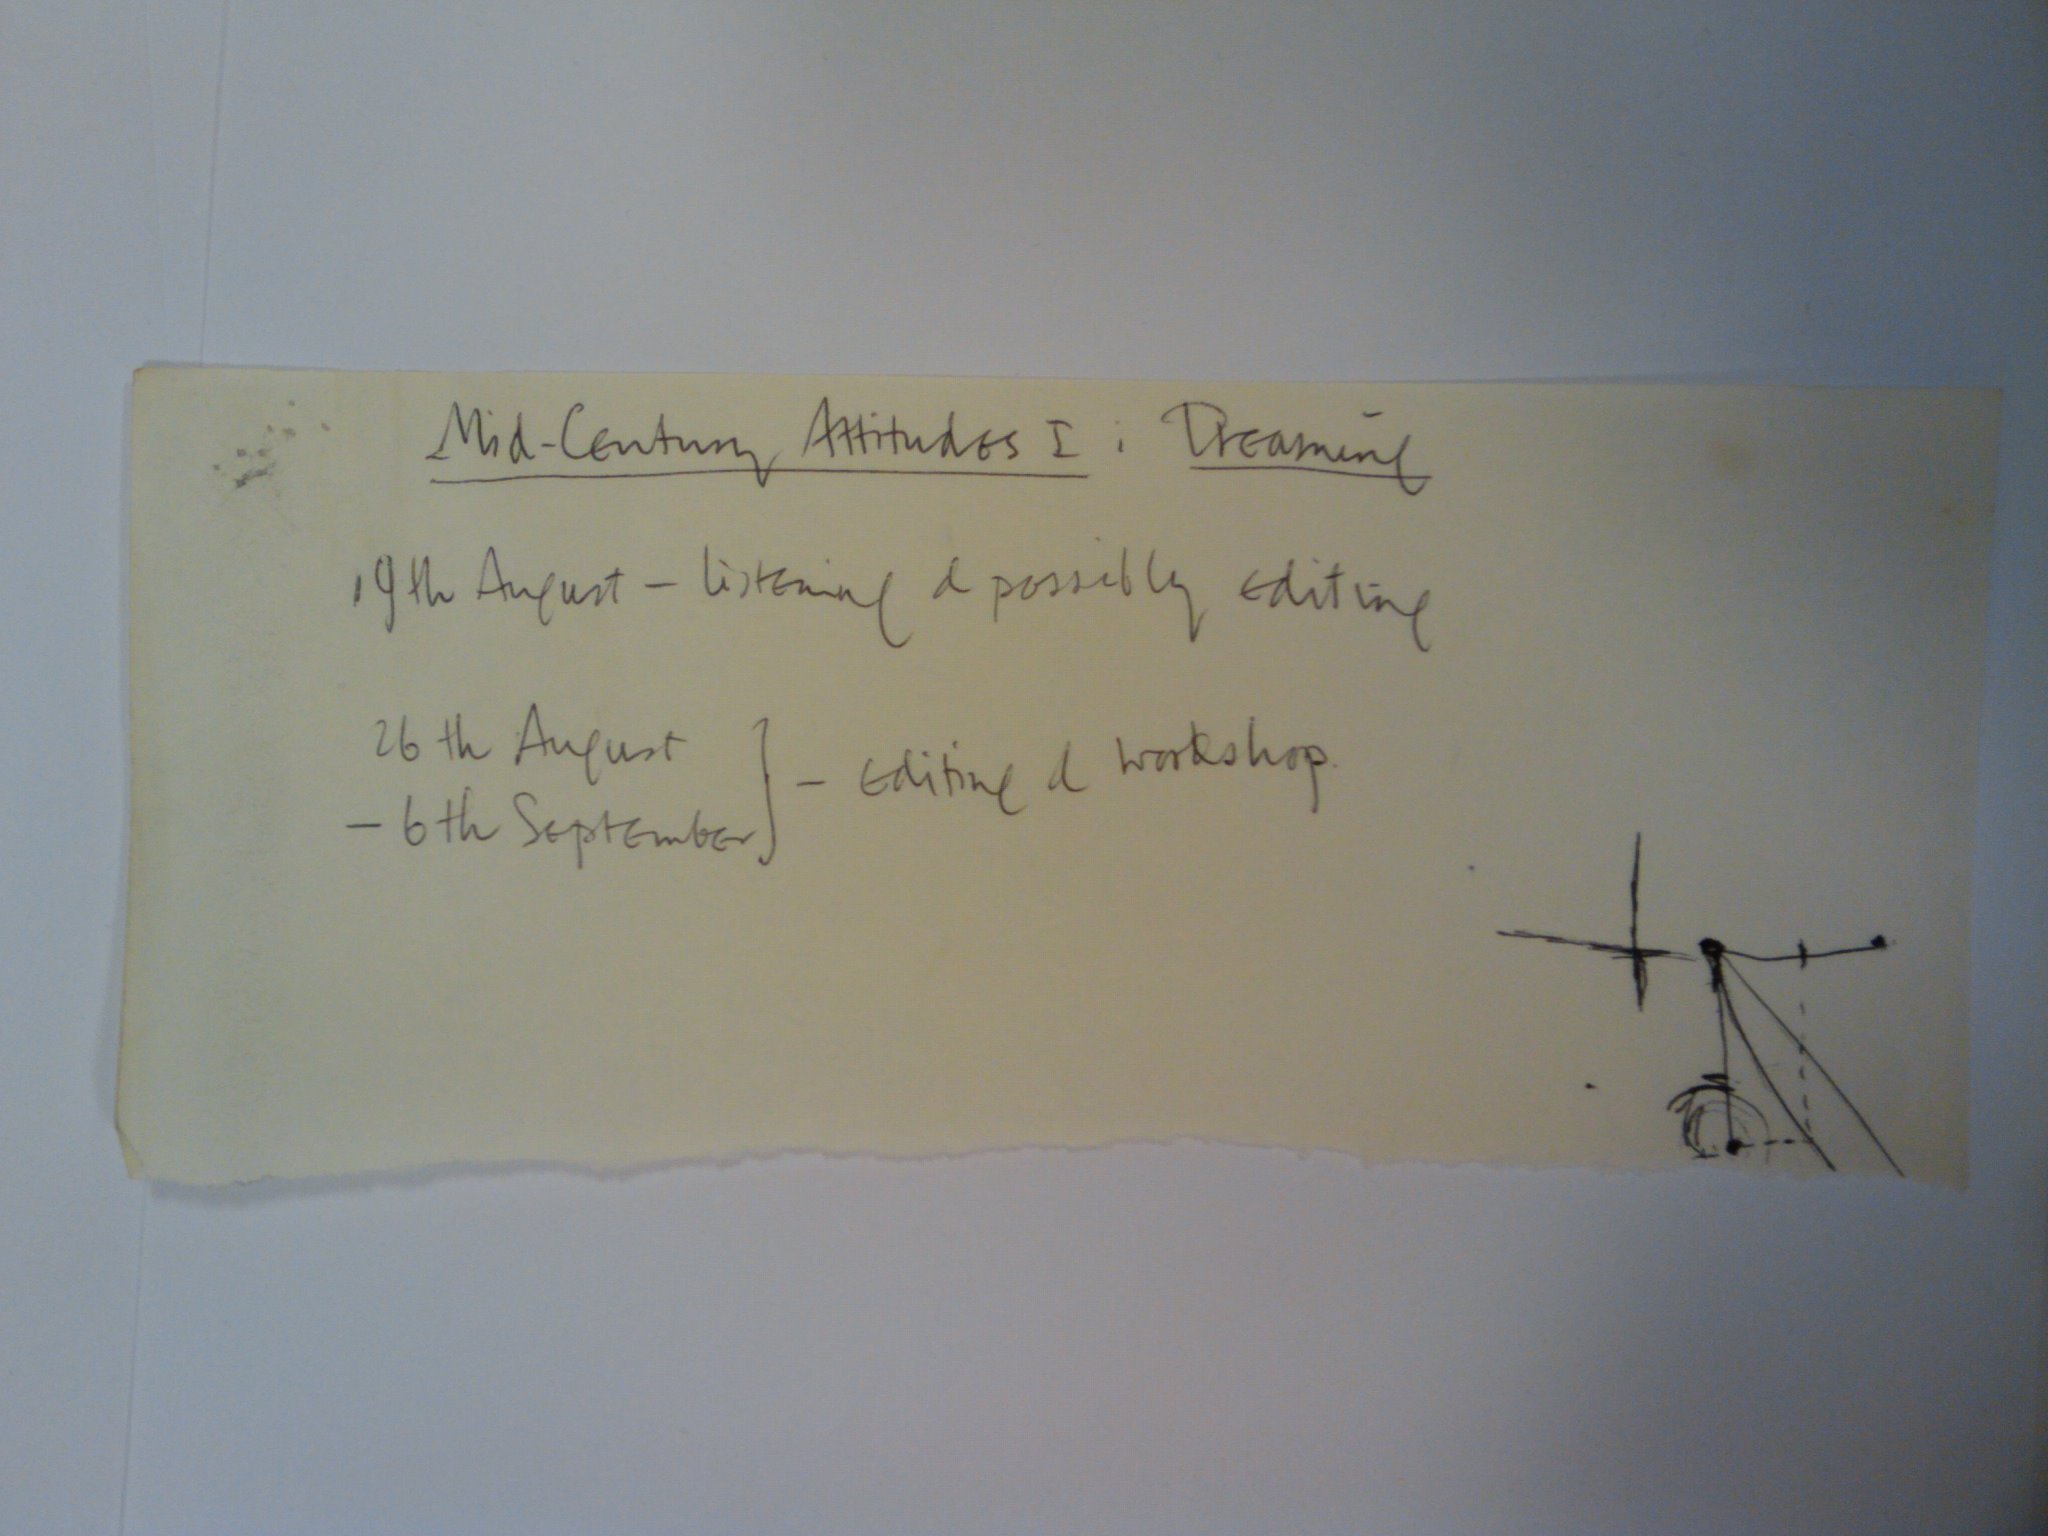 Mid-Century Attitudes I : Dreaming
19th August – listening & possibly editing
26th August
– 6th September } – editing & workshop.